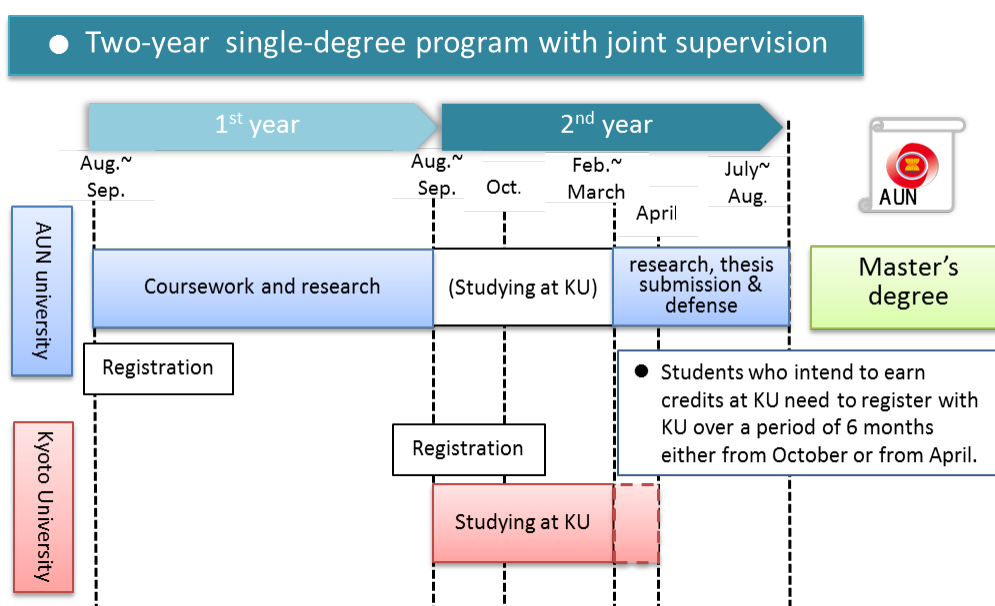 ● Two-year single-degree program with joint supervision
1st year
2nd year
Aug.~
Sep.
Aug.~
Sep.
Oct.
Feb.~
March
April
July~
Aug.
AUN
AUN university
Coursework and research
(Studying at KU)
research, thesis
submission &
defense
Master's
degree
Registration
● Students who intend to earn
credits at KU need to register with
KU over a period of 6 months
either from October or from April.
Kyoto University
Registration
Studying at KU